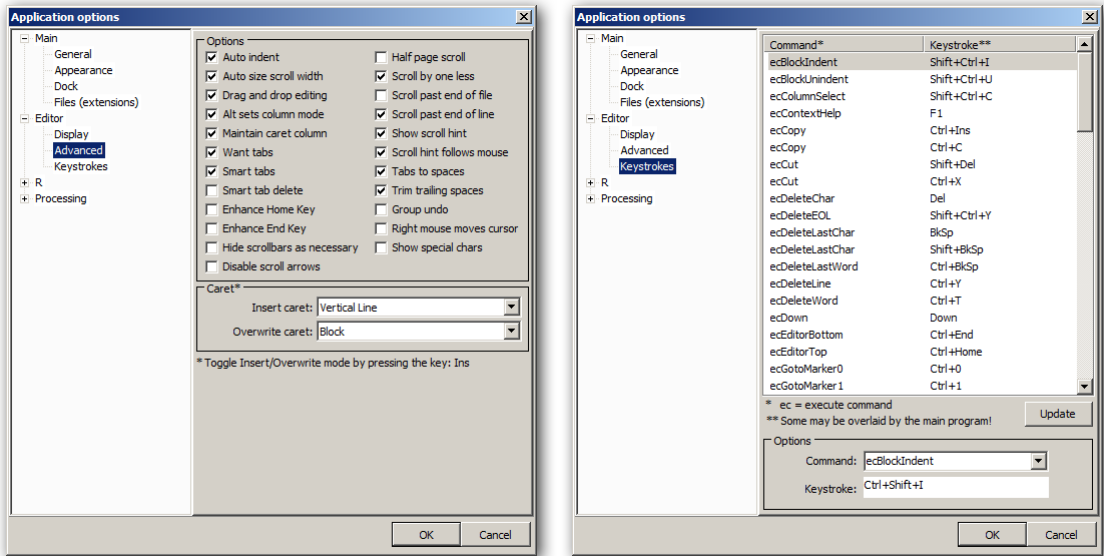 Application options
Main
General
Appearance
Dock
Files (extensions)
Editor
Display
Advanced
Keystrokes
R
Processing
Options
Auto indent
Auto size scroll width
Drag and drop editing
Alt sets column mode
Maintain caret column
Want tabs
Smart tabs
Smart tab delete
Enhance Home Key
Enhance End Key
Hide scrollbars as necessary
Disable scroll arrows
Half page scroll
Scroll by one less
Scroll past end of file
Scroll past end of line
Show scroll hint
Scroll hint follows mouse
Tabs to spaces
Trim trailing spaces
Group undo
Right mouse moves cursor
Show special chars
Caret*
Insert caret: Vertical Line
Overwrite caret: Block
* Toggle Insert/Overwrite mode by pressing the key: Ins
OK Cancel
Application options
Main
General
Appearance
Dock
Files (extensions)
Editor
Display
Advanced
Keystrokes
R
Processing
Command* Keystroke**
ecBlockIndent Shift+Ctrl+I
ecBlockUnindent Shift+Ctrl+U
ecColumnSelect Shift+Ctrl+C
ecContextHelp F1
ecCopy Ctrl+Ins
ecCopy Ctrl+C
ecCut Shift+Del
ecCut Ctrl+X
ecDeleteChar Del
ecDeleteEOL Shift+Ctrl+Y
ecDeleteLastChar BkSp
ecDeleteLastChar Shift+BkSp
ecDeleteLastWord Ctrl+BkSp
ecDeleteLine Ctrl+Y
ecDeleteWord Ctrl+T
ecDown Down
ecEditorBottom Ctrl+End
ecEditorTop Ctrl+Home
ecGotoMarker0 Ctrl+0
ecGotoMarker1 Ctrl+1
* ec = execute command
** Some may be overlaid by the main program!
Update
Options
Command: ecBlockIndent
Keystroke: Ctrl+Shift+I
OK Cancel